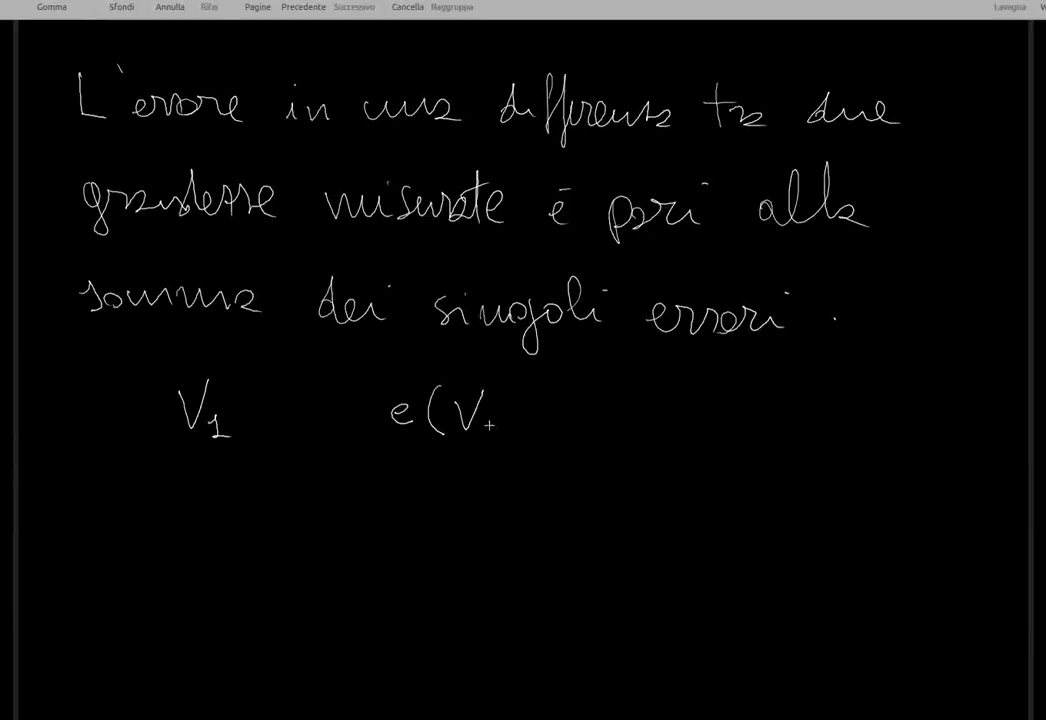 Gomma Sfondi Annulla Rifai Pagine Precedente Successivo Cancella Raggruppa Lavagna
L'errore in una differenza tra due
grandezze misurate è pari alla
somma dei singoli errori.
V₁ e(V